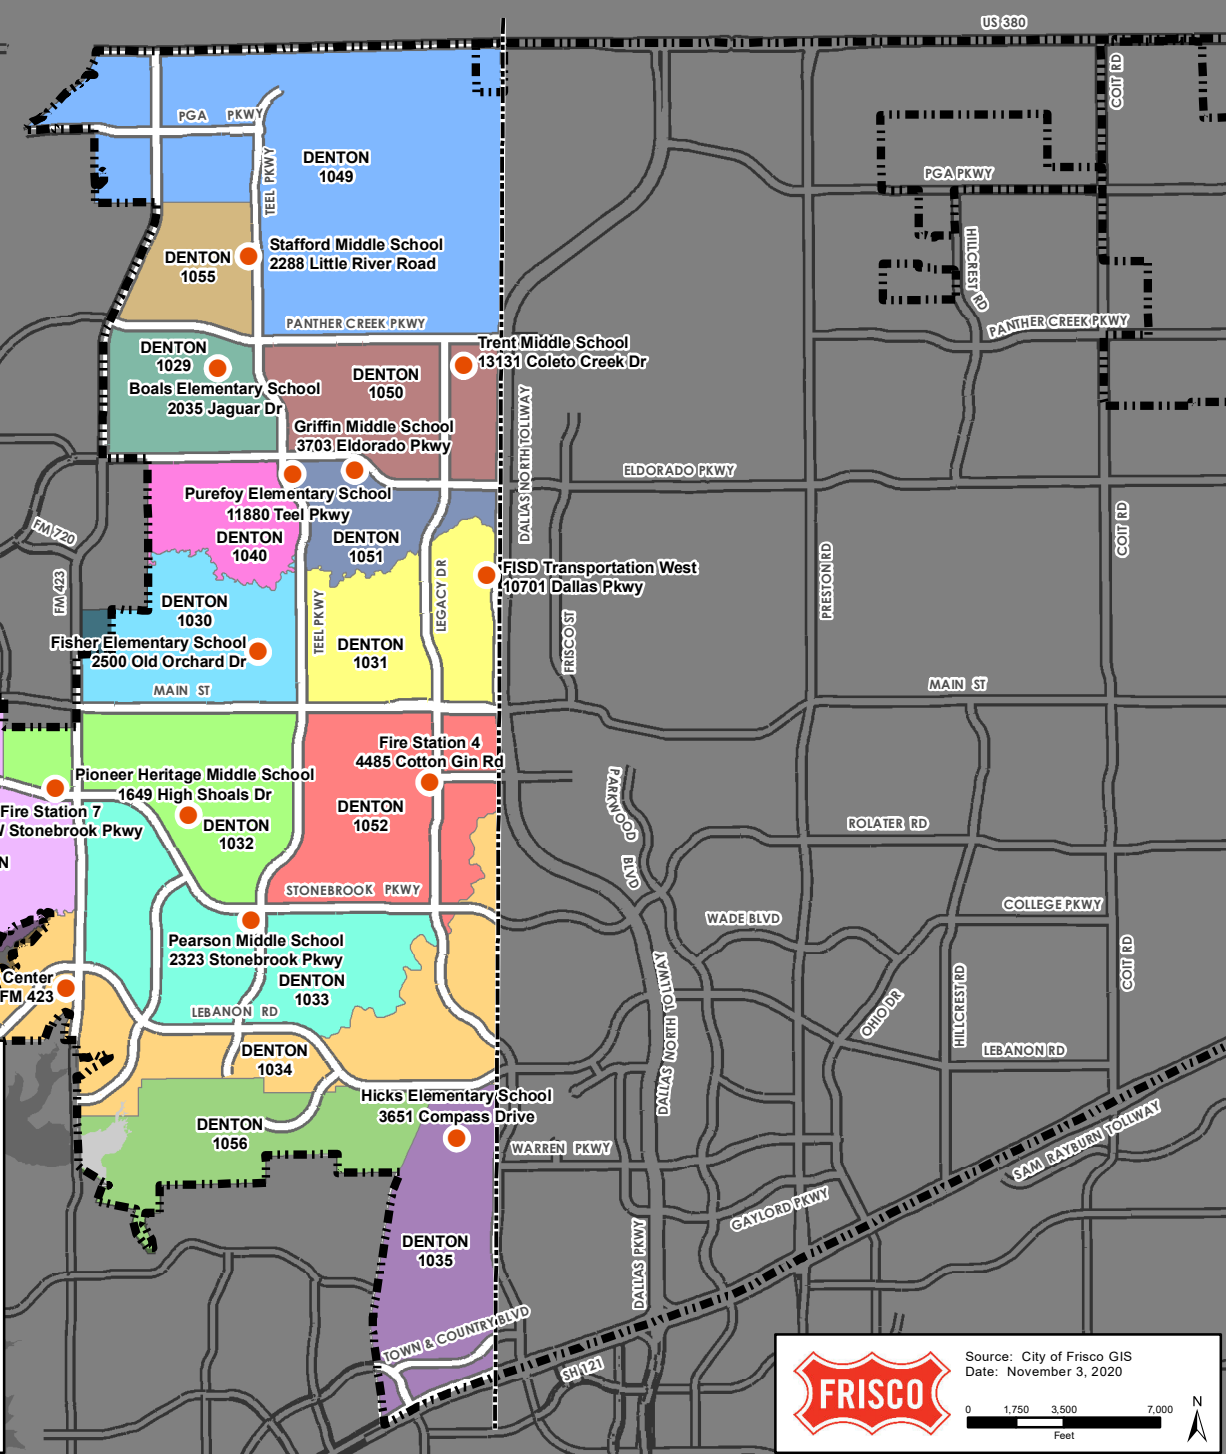 US 380
COIT RD
PGA PKWY
TEEL PKWY
DENTON
1049
PGA PKWY
Stafford Middle School
2288 Little River Road
DENTON
1055
HILLCREST RD
PANTHER CREEK PKWY
PANTHER CREEK PKWY
Trent Middle School
13131 Coleto Creek Dr
DENTON
1029
Boals Elementary School
2035 Jaguar Dr
DENTON
1050
DALLAS NORTH TOLLWAY
Griffin Middle School
3703 Eldorado Pkwy
ELDORADO PKWY
Purefoy Elementary School
11880 Teel Pkwy
FM 720
DENTON
1040
DENTON
1051
COIT RD
FM 423
LEGACY DR
FISD Transportation West
10701 Dallas Pkwy
PRESTON RD
DENTON
1030
TEEL PKWY
FRISCO ST
Fisher Elementary School
2500 Old Orchard Dr
DENTON
1031
MAIN ST
MAIN ST
Fire Station 4
4485 Cotton Gin Rd
Pioneer Heritage Middle School
1649 High Shoals Dr
PARKWOOD BLVD
Fire Station 7
Stonebrook Pkwy
DENTON
1032
DENTON
1052
ROLATER RD
N
STONEBROOK PKWY
COLLEGE PKWY
WADE BLVD
Pearson Middle School
2323 Stonebrook Pkwy
COIT RD
Center
FM 423
DENTON
1033
DALLAS NORTH TOLLWAY
OHIO DR
HILLCREST RD
LEBANON RD
LEBANON RD
DENTON
1034
Hicks Elementary School
3651 Compass Drive
DENTON
1056
WARREN PKWY
SAM RAYBURN TOLLWAY
GAYLORD PKWY
DENTON
1035
DALLAS PKWY
TOWN & COUNTRY BLVD
SH 121
FRISCO
Source: City of Frisco GIS
Date: November 3, 2020
0 1,750 3,500 7,000
Feet
N